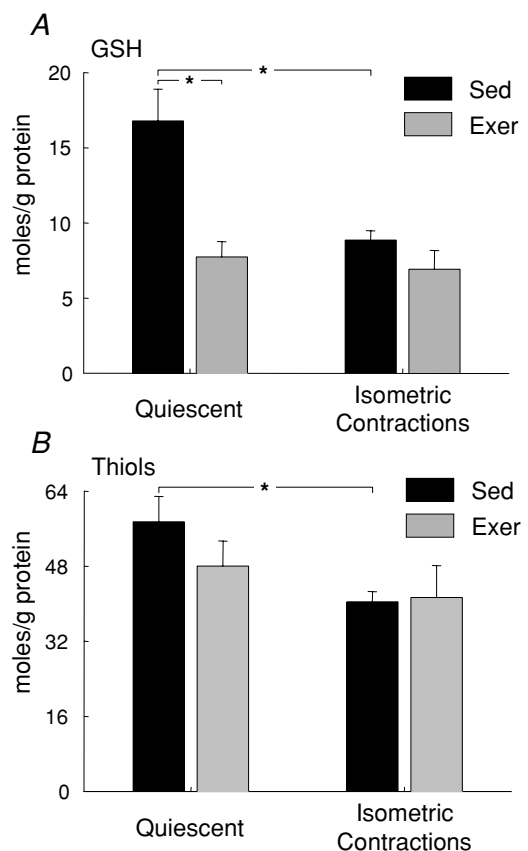 A
GSH
20
*
*
Sed
Exer
15
10
5
0
moles/g protein
Quiescent
Isometric
Contractions
B
Thiols
64
*
Sed
Exer
48
32
16
0
moles/g protein
Quiescent
Isometric
Contractions